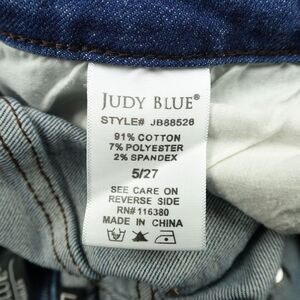 JUDY BLUE®
STYLE# JB88526
91% COTTON
7% POLYESTER
2% SPANDEX
5/27
SEE CARE ON
REVERSE SIDE
RN# 116380
MADE IN CHINA